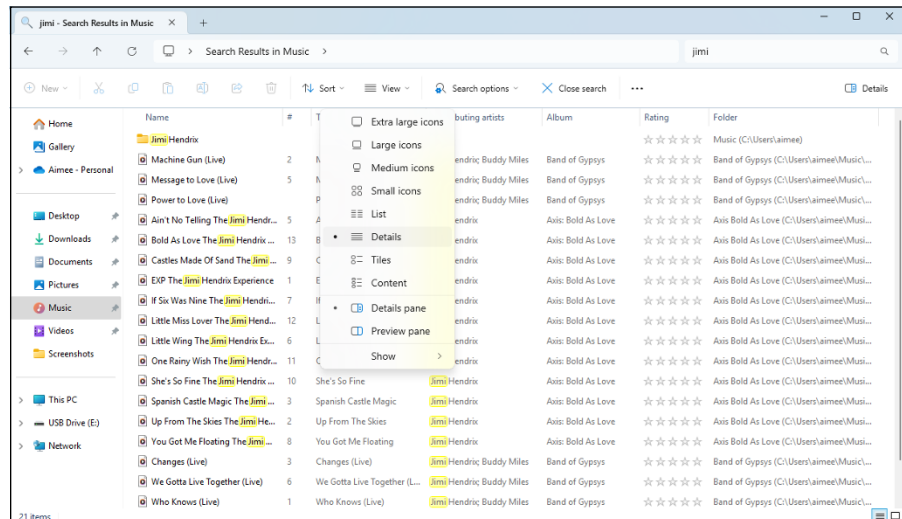 jimi - Search Results in Music
Search Results in Music
jimi
New
Sort
View
Search options
Close search
Details
Home
Gallery
Aimee - Personal
Desktop
Downloads
Documents
Pictures
Music
Videos
Screenshots
This PC
USB Drive (E:)
Network
Name # T buting artists Album Rating Folder
Jimi Hendrix Music (C:\Users\aimee)
Machine Gun (Live) 2 M endrix; Buddy Miles Band of Gypsys Band of Gypsys (C:\Users\aimee\Music\...
Message to Love (Live) 5 M endrix; Buddy Miles Band of Gypsys Band of Gypsys (C:\Users\aimee\Music\...
Power to Love (Live) P endrix; Buddy Miles Band of Gypsys Band of Gypsys (C:\Users\aimee\Music\...
Ain't No Telling The Jimi Hendr... 5 A endrix Axis: Bold As Love Axis Bold As Love (C:\Users\aimee\Musi...
Bold As Love The Jimi Hendrix ... 13 B endrix Axis: Bold As Love Axis Bold As Love (C:\Users\aimee\Musi...
Castles Made Of Sand The Jimi ... 9 C endrix Axis: Bold As Love Axis Bold As Love (C:\Users\aimee\Musi...
EXP The Jimi Hendrix Experience 1 E endrix Axis: Bold As Love Axis Bold As Love (C:\Users\aimee\Musi...
If Six Was Nine The Jimi Hendri... 7 If endrix Axis: Bold As Love Axis Bold As Love (C:\Users\aimee\Musi...
Little Miss Lover The Jimi Hend... 12 L endrix Axis: Bold As Love Axis Bold As Love (C:\Users\aimee\Musi...
Little Wing The Jimi Hendrix Ex... 6 L endrix Axis: Bold As Love Axis Bold As Love (C:\Users\aimee\Musi...
One Rainy Wish The Jimi Hendr... 11 C endrix Axis: Bold As Love Axis Bold As Love (C:\Users\aimee\Musi...
She's So Fine The Jimi Hendrix ... 10 She's So Fine Jimi Hendrix Axis: Bold As Love Axis Bold As Love (C:\Users\aimee\Musi...
Spanish Castle Magic The Jimi ... 3 Spanish Castle Magic Jimi Hendrix Axis: Bold As Love Axis Bold As Love (C:\Users\aimee\Musi...
Up From The Skies The Jimi He... 2 Up From The Skies Jimi Hendrix Axis: Bold As Love Axis Bold As Love (C:\Users\aimee\Musi...
You Got Me Floating The Jimi ... 8 You Got Me Floating Jimi Hendrix Axis: Bold As Love Axis Bold As Love (C:\Users\aimee\Musi...
Changes (Live) 3 Changes (Live) Jimi Hendrix; Buddy Miles Band of Gypsys Band of Gypsys (C:\Users\aimee\Music\...
We Gotta Live Together (Live) 6 We Gotta Live Together (L... Jimi Hendrix; Buddy Miles Band of Gypsys Band of Gypsys (C:\Users\aimee\Music\...
Who Knows (Live) 1 Who Knows (Live) Jimi Hendrix; Buddy Miles Band of Gypsys Band of Gypsys (C:\Users\aimee\Music\...
Extra large icons
Large icons
Medium icons
Small icons
List
Details
Tiles
Content
Details pane
Preview pane
Show
21 items